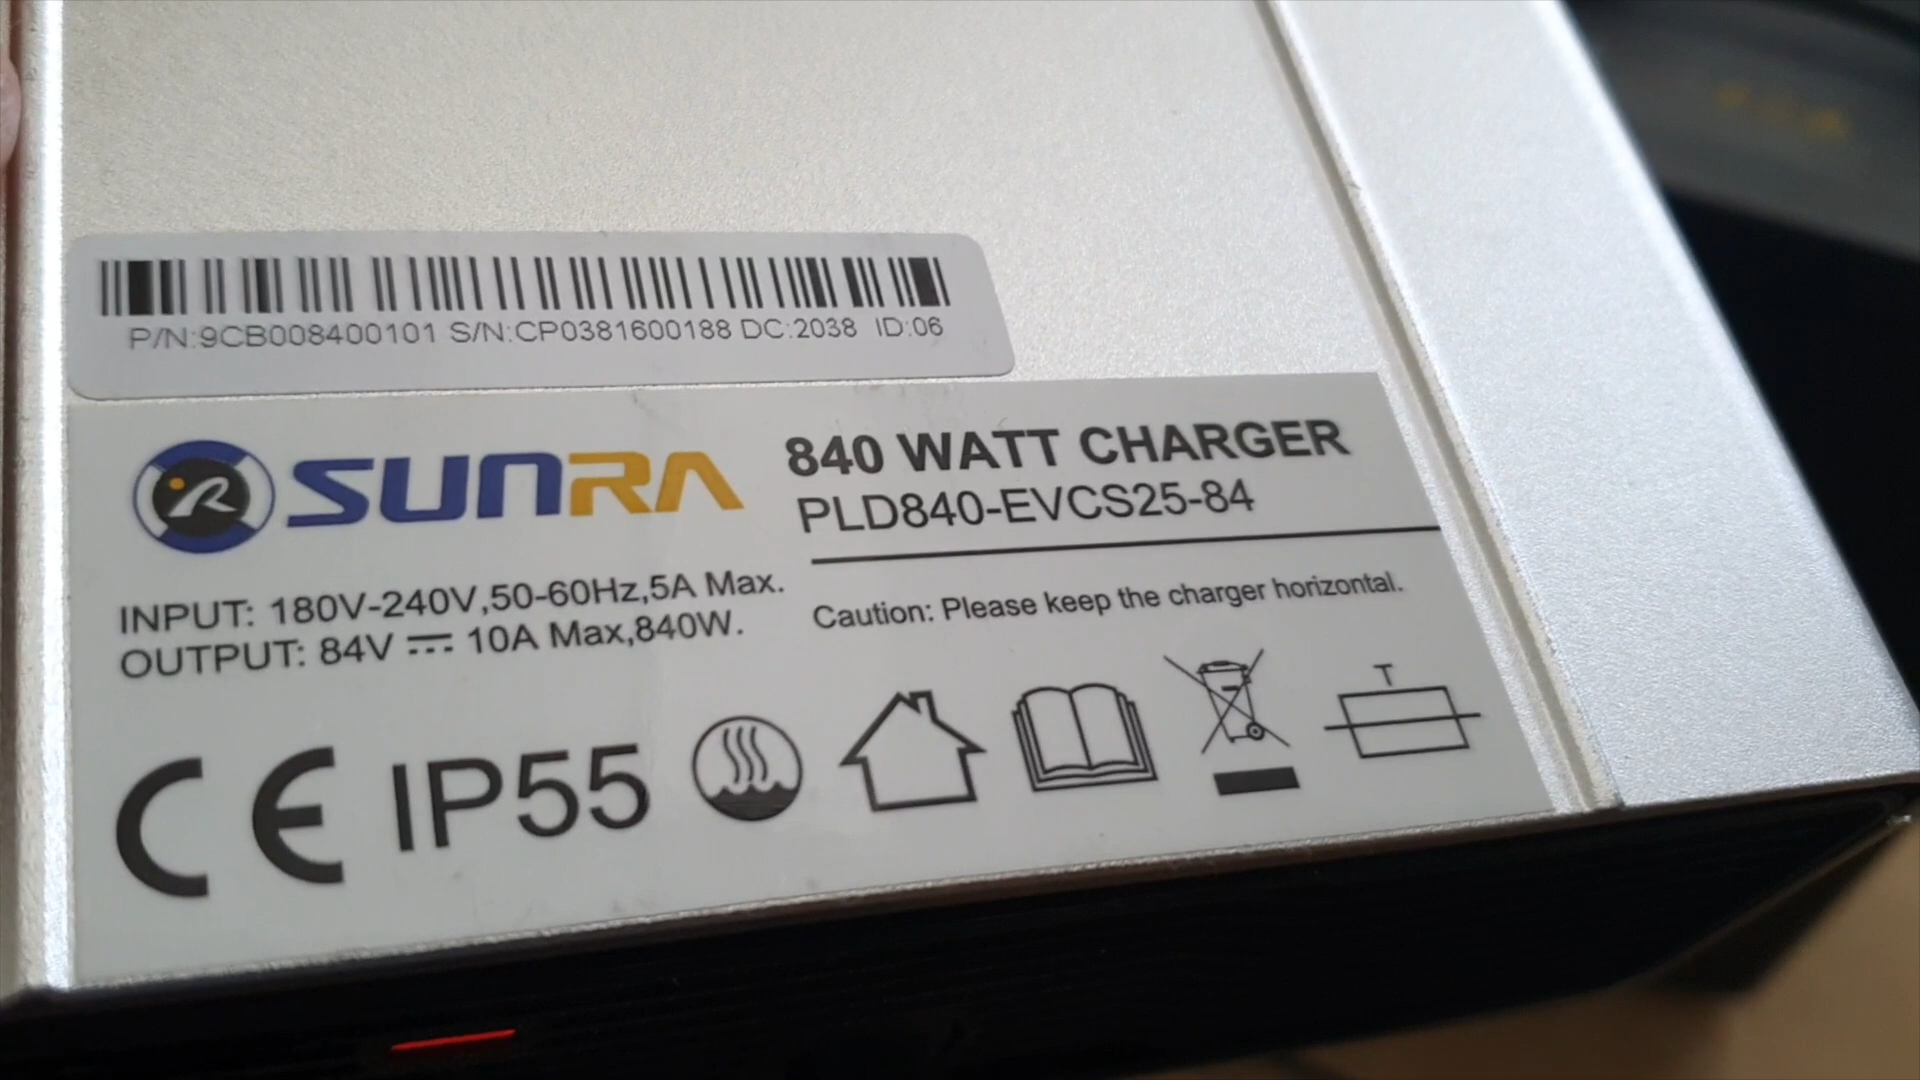 P/N:9CB008400101 S/N:CP0381600188 DC:2038 ID:06
SUNRA
840 WATT CHARGER
PLD840-EVCS25-84
INPUT: 180V-240V,50-60Hz,5A Max.
OUTPUT: 84V ⎓ 10A Max,840W.
Caution: Please keep the charger horizontal.
CE IP55
T